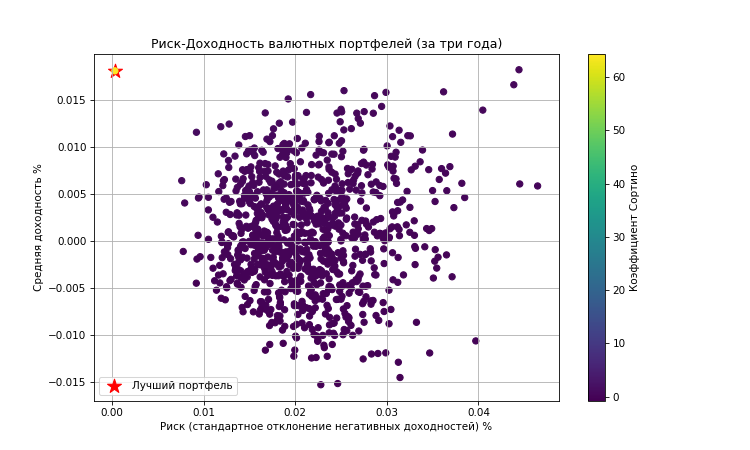 Риск-Доходность валютных портфелей (за три года)
Средняя доходность %
0.015
0.010
0.005
0.000
−0.005
−0.010
−0.015
0.00 0.01 0.02 0.03 0.04
Риск (стандартное отклонение негативных доходностей) %
Лучший портфель
60
50
40
30
20
10
0
Коэффициент Сортино